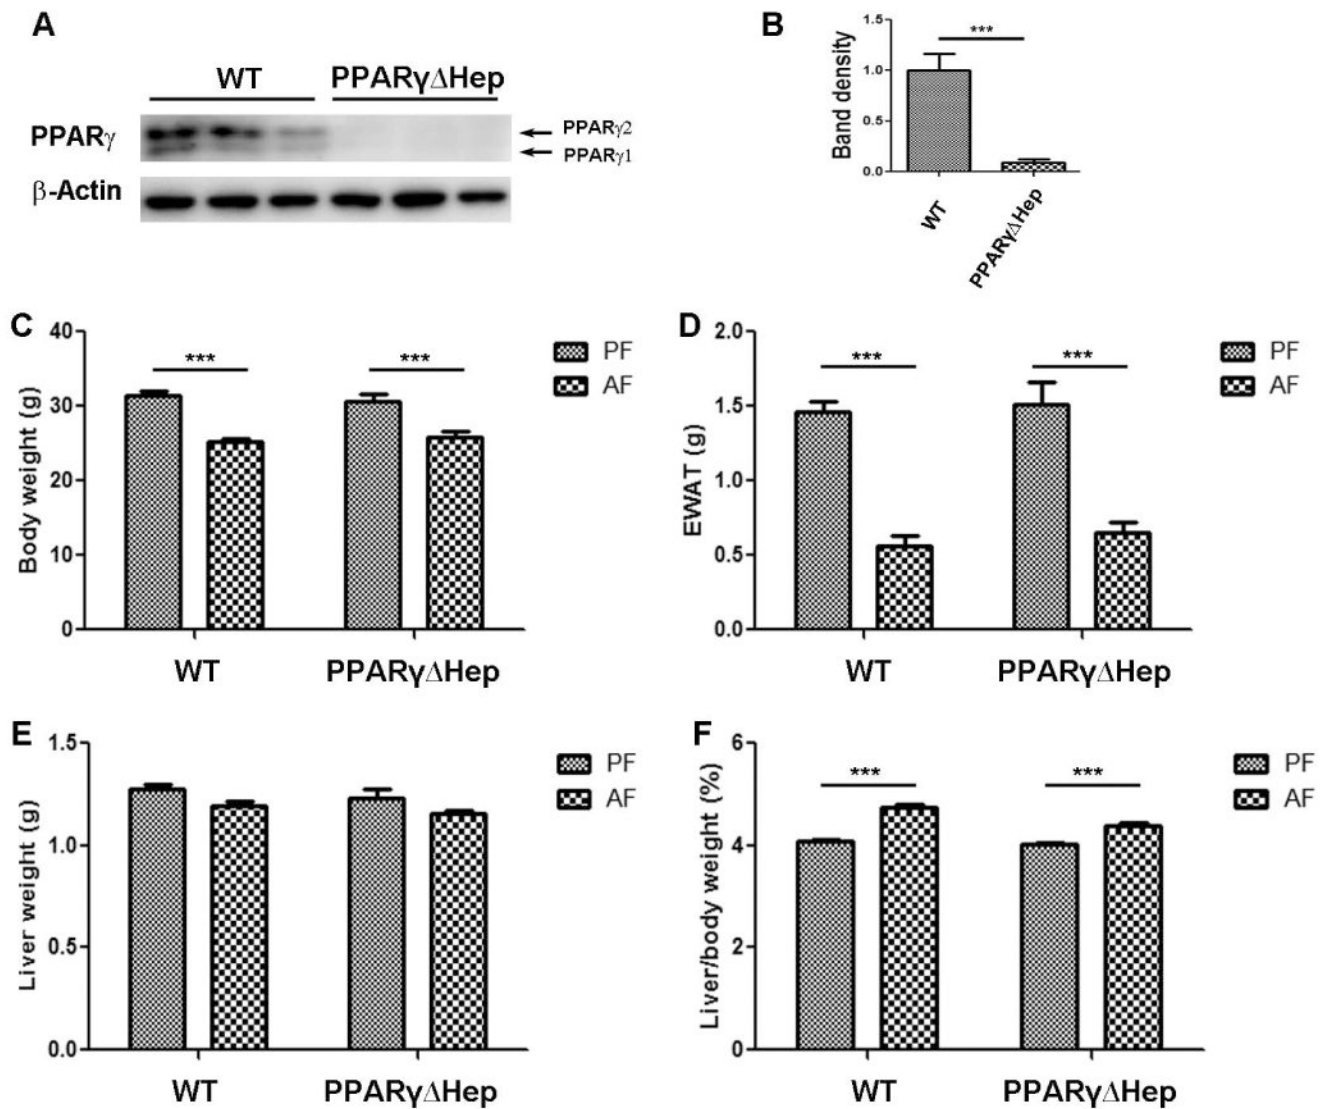 A
WT
PPARγΔHep
PPARγ
PPARγ2
PPARγ1
β-Actin
B
Band density
1.5
1.0
0.5
0.0
***
WT
PPARγΔHep
C
Body weight (g)
40
30
20
10
0
***
***
PF
AF
WT
PPARγΔHep
D
EWAT (g)
2.0
1.5
1.0
0.5
0.0
***
***
PF
AF
WT
PPARγΔHep
E
Liver weight (g)
1.5
1.0
0.5
0.0
PF
AF
WT
PPARγΔHep
F
Liver/body weight (%)
6
4
2
0
***
***
PF
AF
WT
PPARγΔHep